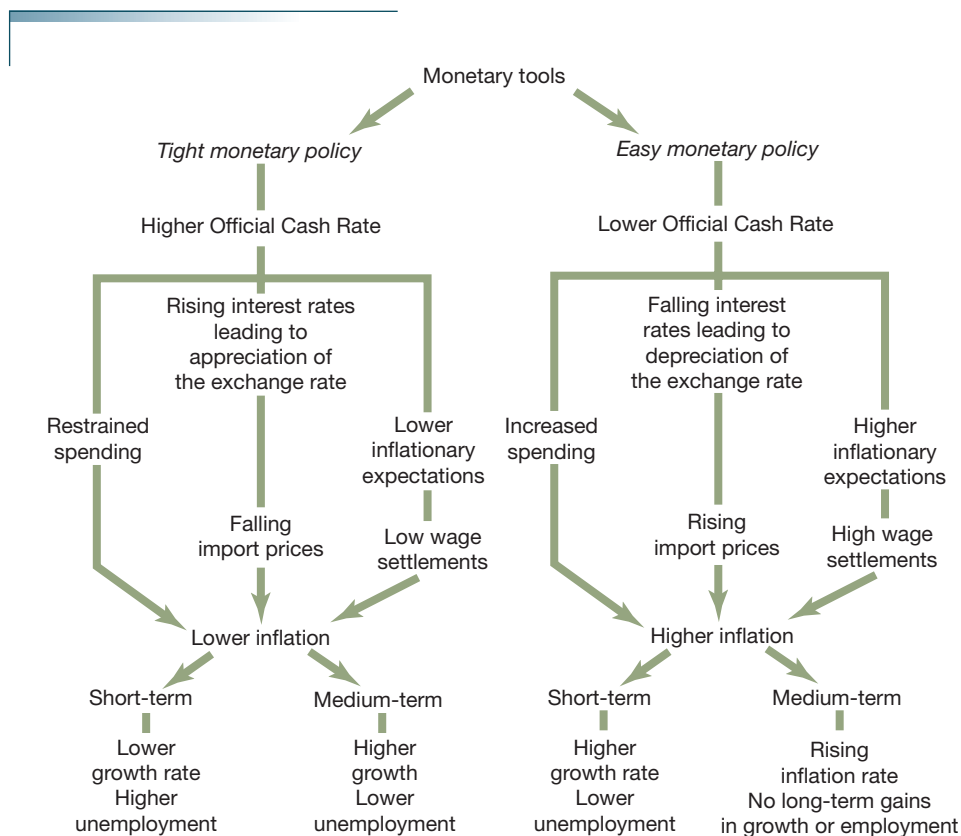 Monetary tools
Tight monetary policy
Higher Official Cash Rate
Rising interest rates
leading to
appreciation of
the exchange rate
Restrained
spending
Falling
import prices
Lower
inflationary
expectations
Low wage
settlements
Lower inflation
Short-term
Lower
growth rate
Higher
unemployment
Medium-term
Higher
growth
Lower
unemployment
Easy monetary policy
Lower Official Cash Rate
Falling interest
rates leading to
depreciation of
the exchange rate
Increased
spending
Rising
import prices
Higher
inflationary
expectations
High wage
settlements
Higher inflation
Short-term
Higher
growth rate
Lower
unemployment
Medium-term
Rising
inflation rate
No long-term gains
in growth or employment